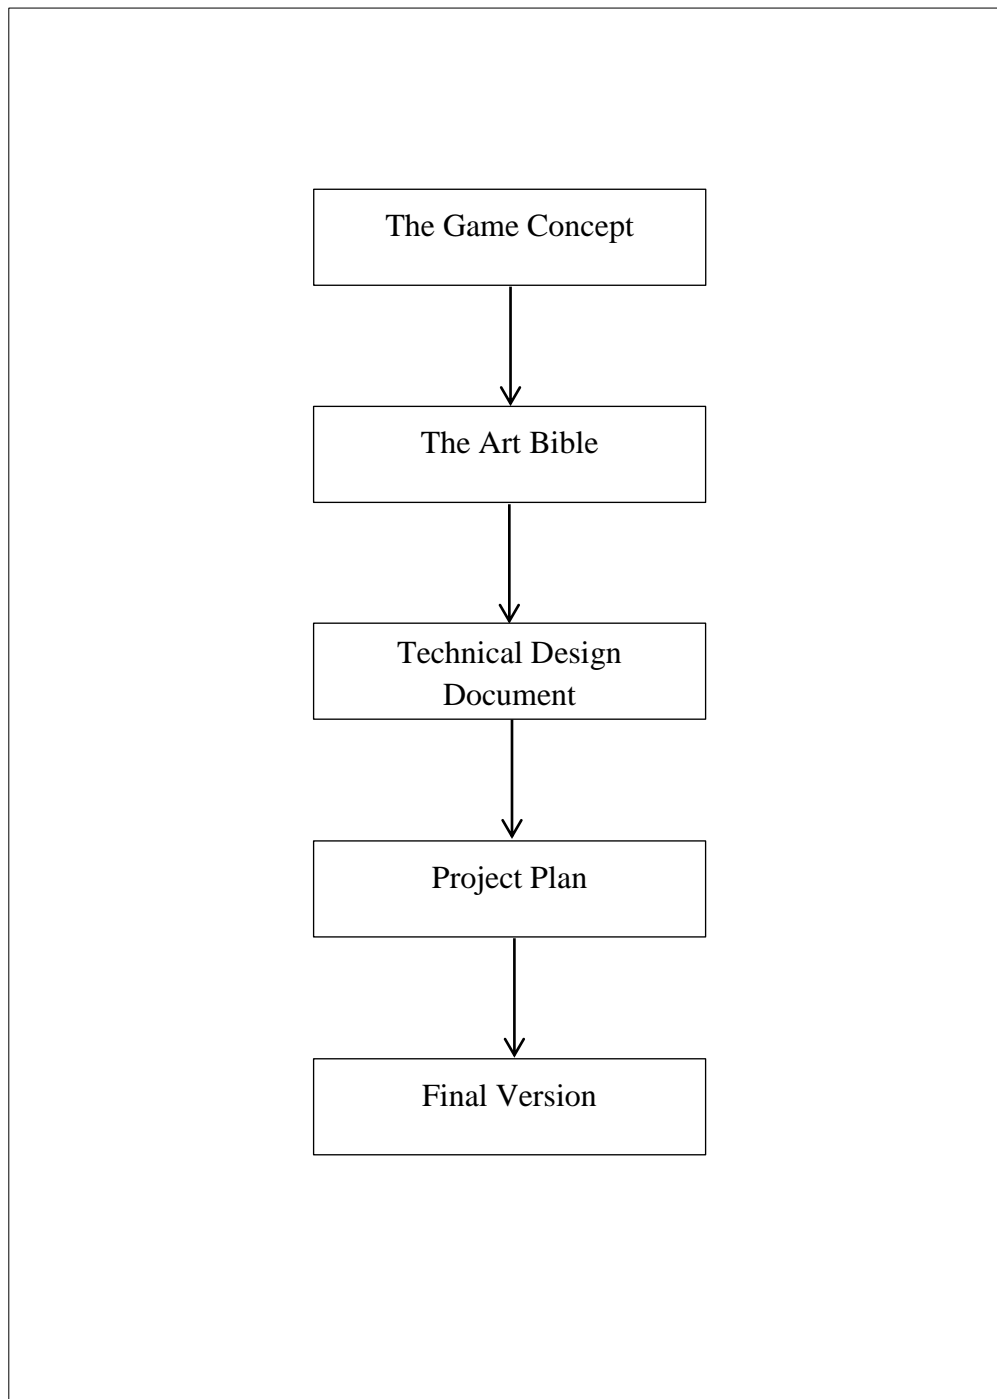 The Game Concept
The Art Bible
Technical Design
Document
Project Plan
Final Version